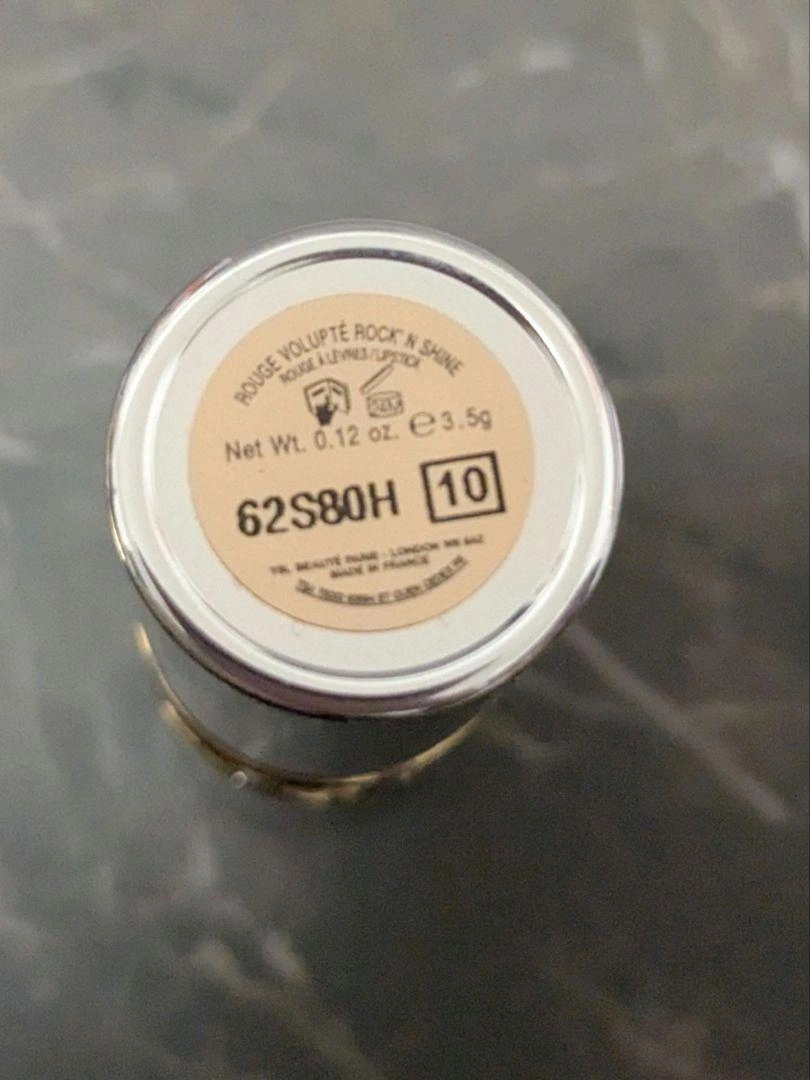 ROUGE VOLUPTÉ ROCK'N SHINE
ROUGE À LÈVRES / LIPSTICK
24M
Net Wt. 0.12 oz. ℮ 3.5g
62S80H 10
YSL BEAUTÉ PARIS - LONDON W6 8AZ
MADE IN FRANCE